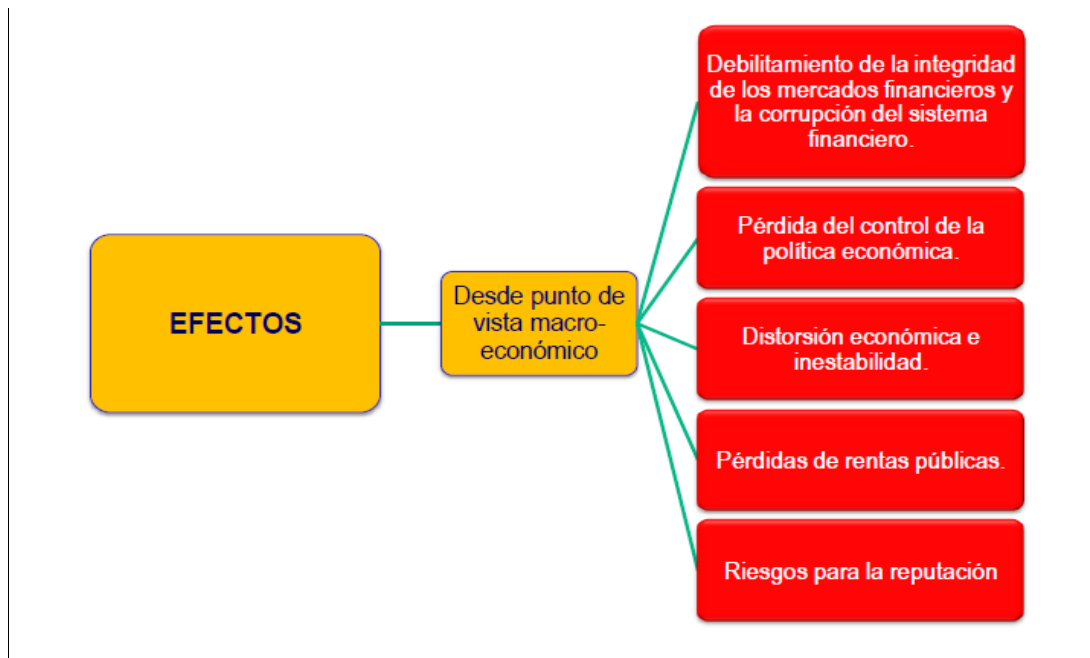 EFECTOS
Desde punto de
vista macro-
económico
Debilitamiento de la integridad
de los mercados financieros y
la corrupción del sistema
financiero.
Pérdida del control de la
política económica.
Distorsión económica e
inestabilidad.
Pérdidas de rentas públicas.
Riesgos para la reputación